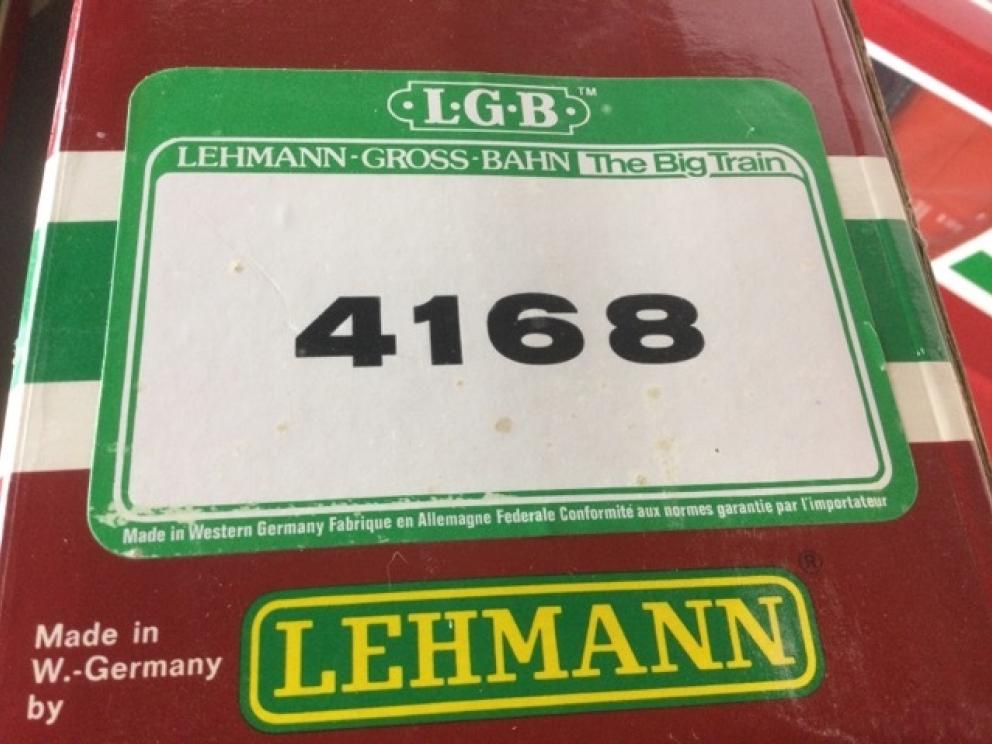 ·L·G·B· ™
LEHMANN-GROSS-BAHN The Big Train
4168
Made in Western Germany Fabrique en Allemagne Federale Conformité aux normes garantie par l'importateur
®
Made in
W.-Germany
by
LEHMANN